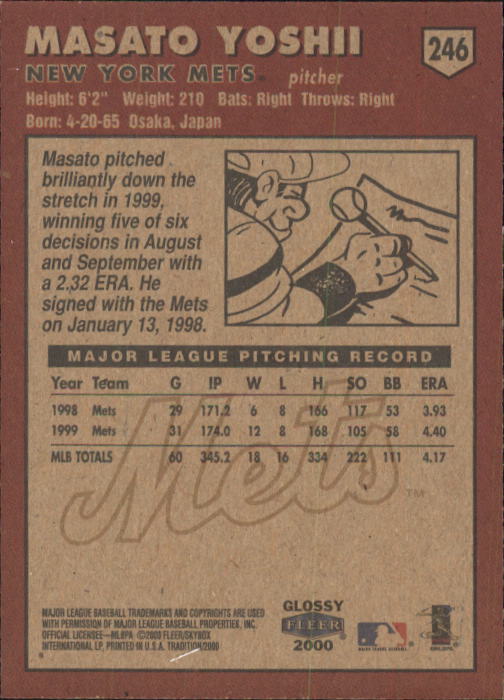 MASATO YOSHII
246
NEW YORK METS pitcher
Height: 6'2" Weight: 210 Bats: Right Throws: Right
Born: 4-20-65 Osaka, Japan
Masato pitched
brilliantly down the
stretch in 1999,
winning five of six
decisions in August
and September with
a 2.32 ERA. He
signed with the Mets
on January 13, 1998.
MAJOR LEAGUE PITCHING RECORD
Year Team G IP W L H SO BB ERA
1998 Mets 29 171.2 6 8 166 117 53 3.93
1999 Mets 31 174.0 12 8 168 105 58 4.40
MLB TOTALS 60 345.2 18 16 334 222 111 4.17
Mets TM
MAJOR LEAGUE BASEBALL TRADEMARKS AND COPYRIGHTS ARE USED
WITH PERMISSION OF MAJOR LEAGUE BASEBALL PROPERTIES, INC.
OFFICIAL LICENSEE—MLBPA ©2000 FLEER/SKYBOX
INTERNATIONAL LP, PRINTED IN U.S.A. TRADITION/2000
GLOSSY
FLEER
2000
MAJOR LEAGUE BASEBALL